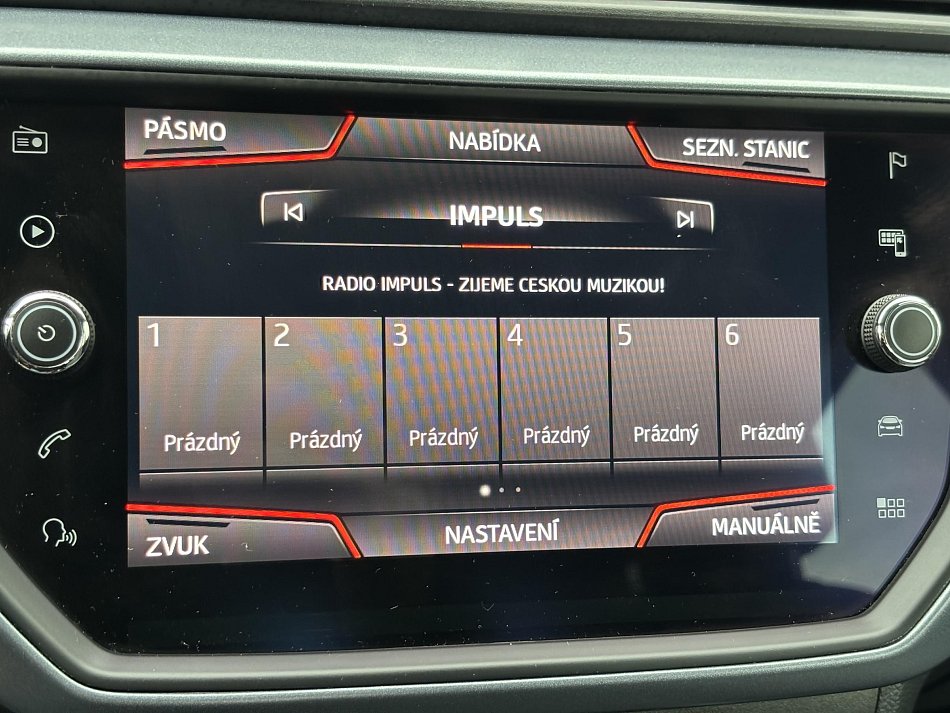 PÁSMO
NABÍDKA
SEZN. STANIC
IMPULS
RADIO IMPULS - ZIJEME CESKOU MUZIKOU!
1 2 3 4 5 6
Prázdný Prázdný Prázdný Prázdný Prázdný Prázdný
ZVUK
NASTAVENÍ
MANUÁLNĚ